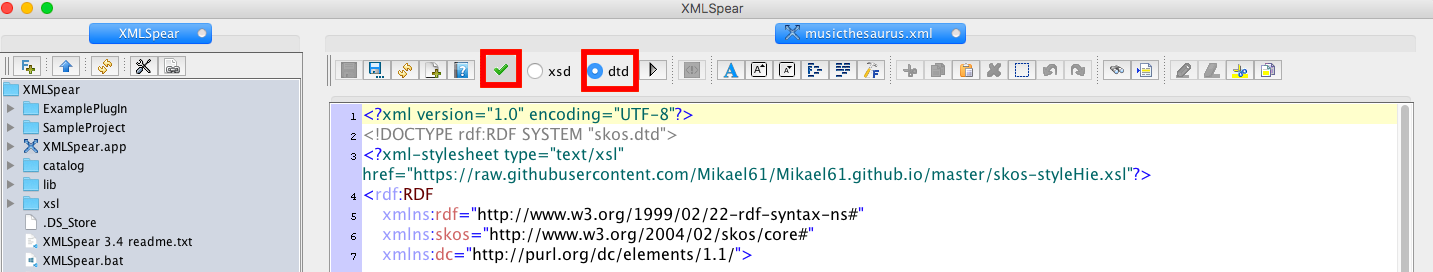 XMLSpear
XMLSpear
musicthesaurus.xml
xsd
dtd
XMLSpear
ExamplePlugIn
SampleProject
XMLSpear.app
catalog
lib
xsl
.DS_Store
XMLSpear 3.4 readme.txt
XMLSpear.bat
1 <?xml version="1.0" encoding="UTF-8"?>
2 <!DOCTYPE rdf:RDF SYSTEM "skos.dtd">
3 <?xml-stylesheet type="text/xsl"
href="https://raw.githubusercontent.com/Mikael61/Mikael61.github.io/master/skos-styleHie.xsl"?>
4 <rdf:RDF
5 xmlns:rdf="http://www.w3.org/1999/02/22-rdf-syntax-ns#"
6 xmlns:skos="http://www.w3.org/2004/02/skos/core#"
7 xmlns:dc="http://purl.org/dc/elements/1.1/">